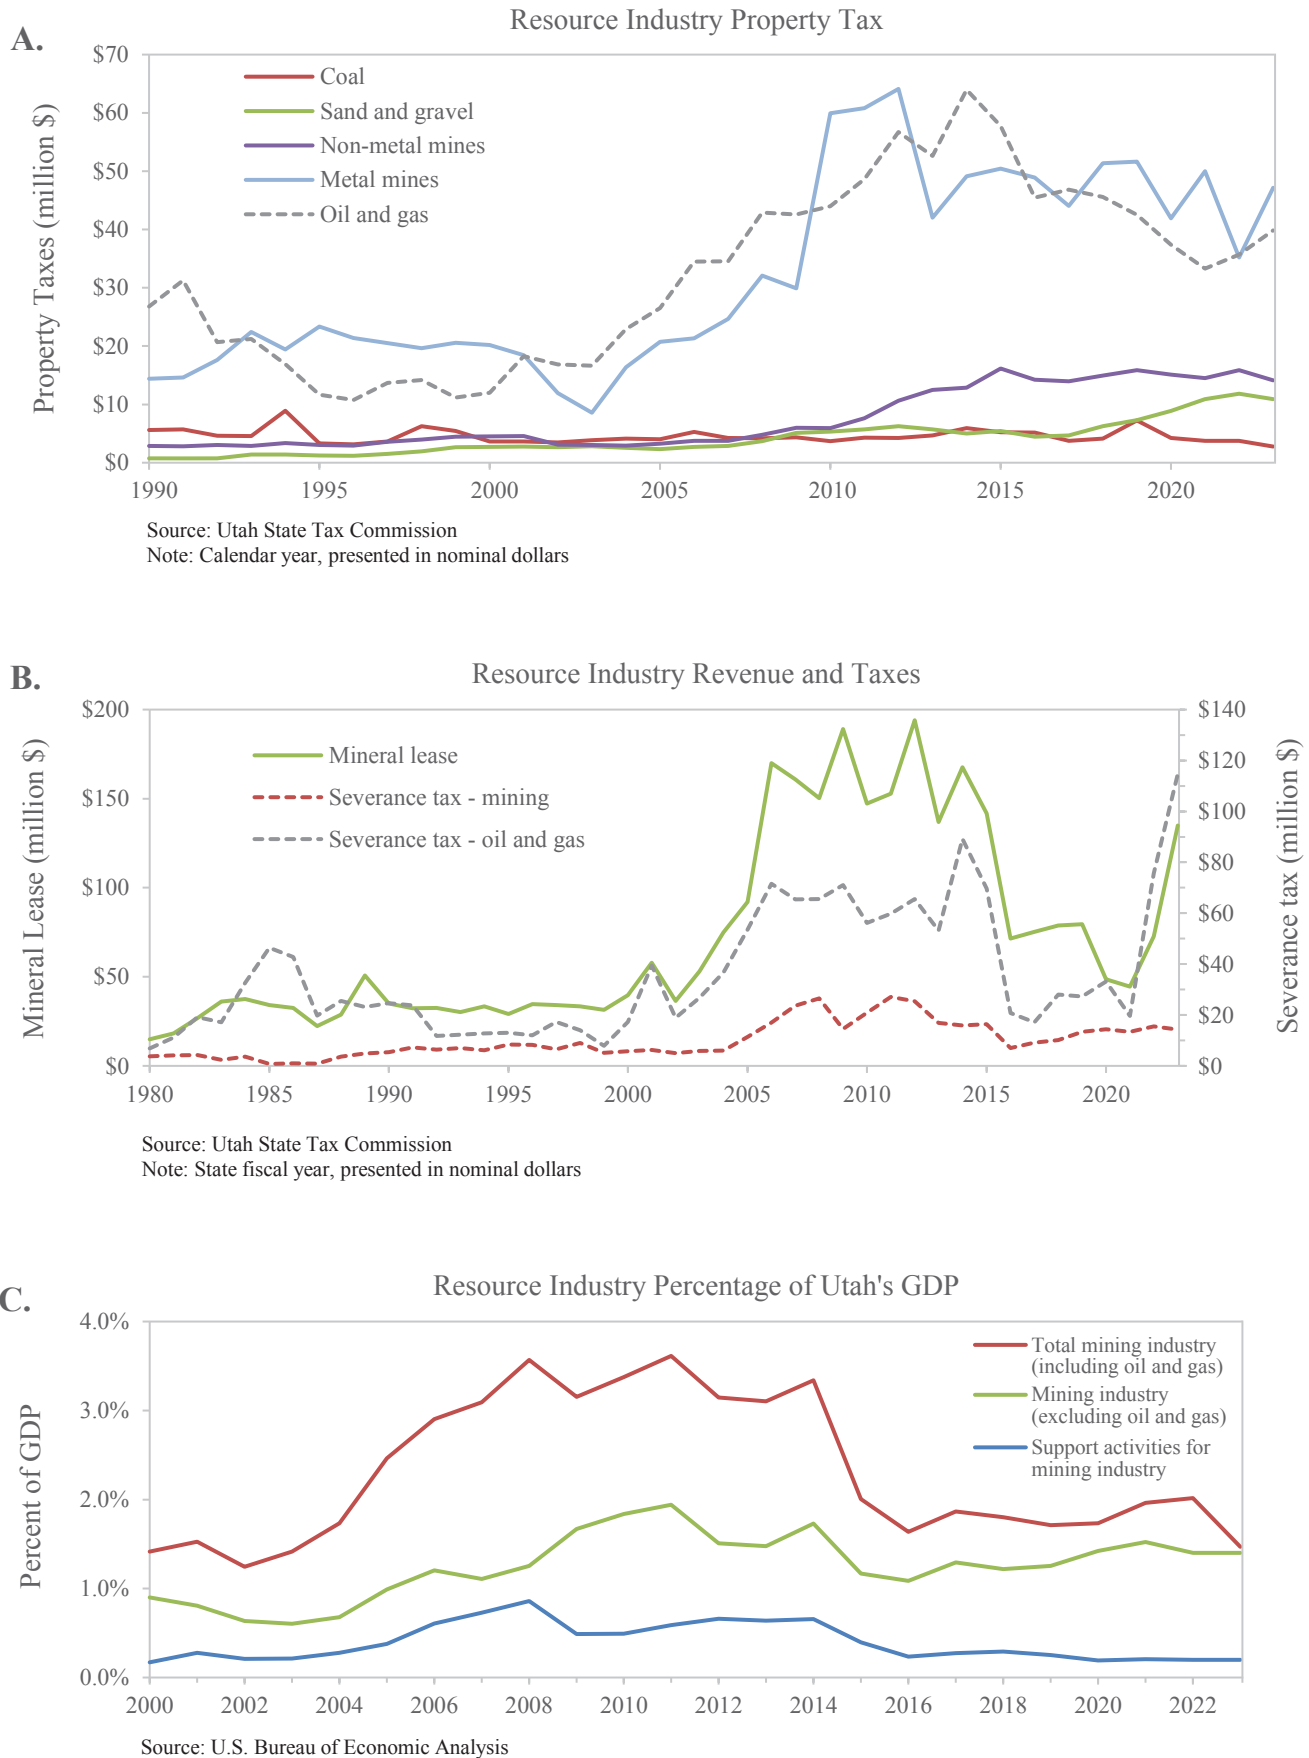 A.
Resource Industry Property Tax
Property Taxes (million $)
$70
$60
$50
$40
$30
$20
$10
$0
Coal
Sand and gravel
Non-metal mines
Metal mines
Oil and gas
1990 1995 2000 2005 2010 2015 2020
Source: Utah State Tax Commission
Note: Calendar year, presented in nominal dollars
B.
Resource Industry Revenue and Taxes
Mineral Lease (million $)
$200
$150
$100
$50
$0
Mineral lease
Severance tax - mining
Severance tax - oil and gas
$140
$120
$100
$80
$60
$40
$20
$0
Severance tax (million $)
1980 1985 1990 1995 2000 2005 2010 2015 2020
Source: Utah State Tax Commission
Note: State fiscal year, presented in nominal dollars
C.
Resource Industry Percentage of Utah's GDP
Percent of GDP
4.0%
3.0%
2.0%
1.0%
0.0%
Total mining industry
(including oil and gas)
Mining industry
(excluding oil and gas)
Support activities for
mining industry
2000 2002 2004 2006 2008 2010 2012 2014 2016 2018 2020 2022
Source: U.S. Bureau of Economic Analysis